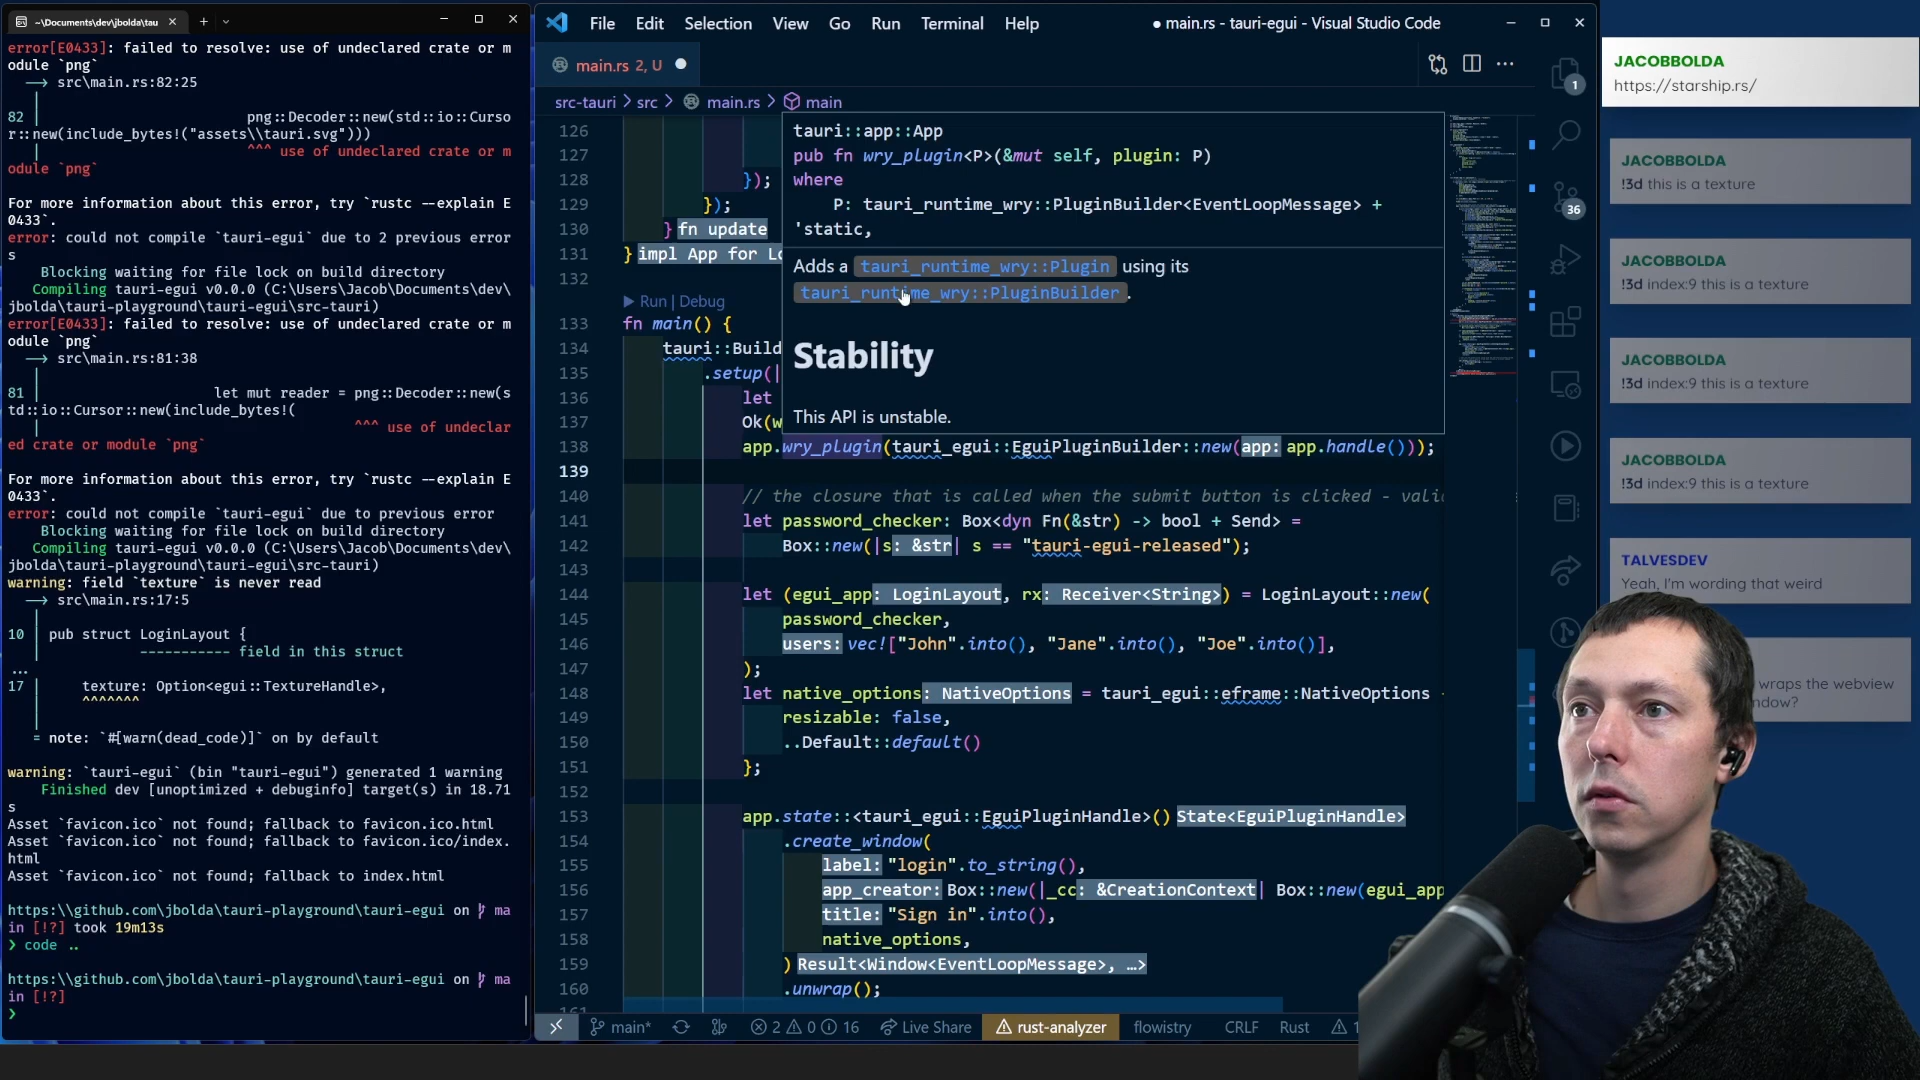 ~\Documents\dev\jbolda\tau
error[E0433]: failed to resolve: use of undeclared crate or m
odule `png`
--> src\main.rs:82:25
82 png::Decoder::new(std::io::Curso
r::new(include_bytes!("assets\\tauri.svg")))
^^^ use of undeclared crate or m
odule `png`
For more information about this error, try `rustc --explain E
0433`.
error: could not compile `tauri-egui` due to 2 previous error
s
Blocking waiting for file lock on build directory
Compiling tauri-egui v0.0.0 (C:\Users\Jacob\Documents\dev\
jbolda\tauri-playground\tauri-egui\src-tauri)
error[E0433]: failed to resolve: use of undeclared crate or m
odule `png`
--> src\main.rs:81:38
81 let mut reader = png::Decoder::new(s
td::io::Cursor::new(include_bytes!(
^^^ use of undeclar
ed crate or module `png`
For more information about this error, try `rustc --explain E
0433`.
error: could not compile `tauri-egui` due to previous error
Blocking waiting for file lock on build directory
Compiling tauri-egui v0.0.0 (C:\Users\Jacob\Documents\dev\
jbolda\tauri-playground\tauri-egui\src-tauri)
warning: field `texture` is never read
--> src\main.rs:17:5
10 | pub struct LoginLayout {
----------- field in this struct
...
17 | texture: Option<egui::TextureHandle>,
^^^^^^^
= note: `#[warn(dead_code)]` on by default
warning: `tauri-egui` (bin "tauri-egui") generated 1 warning
Finished dev [unoptimized + debuginfo] target(s) in 18.71
s
Asset `favicon.ico` not found; fallback to favicon.ico.html
Asset `favicon.ico` not found; fallback to favicon.ico/index.
html
Asset `favicon.ico` not found; fallback to index.html
https:\\github.com\jbolda\tauri-playground\tauri-egui on ma
in [!?] took 19m13s
❯ code ..
https:\\github.com\jbolda\tauri-playground\tauri-egui on ma
in [!?]
❯
File Edit Selection View Go Run Terminal Help
● main.rs - tauri-egui - Visual Studio Code
main.rs 2, U ●
src-tauri > src > main.rs > main
126
127
128 });
129 });
130 } fn update
131 } impl App for Lo
132
tauri::app::App
pub fn wry_plugin<P>(&mut self, plugin: P)
where
P: tauri_runtime_wry::PluginBuilder<EventLoopMessage> +
'static,
Adds a tauri_runtime_wry::Plugin using its
tauri_runtime_wry::PluginBuilder.
Stability
This API is unstable.
Run | Debug
133 fn main() {
134 tauri::Build
135 .setup(|
136 let
137 Ok(w
138 app.wry_plugin(tauri_egui::EguiPluginBuilder::new(app: app.handle()));
139
140 // the closure that is called when the submit button is clicked - vali
141 let password_checker: Box<dyn Fn(&str) -> bool + Send> =
142 Box::new(|s: &str| s == "tauri-egui-released");
143
144 let (egui_app: LoginLayout, rx: Receiver<String>) = LoginLayout::new(
145 password_checker,
146 users: vec!["John".into(), "Jane".into(), "Joe".into()],
147 );
148 let native_options: NativeOptions = tauri_egui::eframe::NativeOptions
149 resizable: false,
150 ..Default::default()
151 };
152
153 app.state::<tauri_egui::EguiPluginHandle>() State<EguiPluginHandle>
154 .create_window(
155 label: "login".to_string(),
156 app_creator: Box::new(|_cc: &CreationContext| Box::new(egui_app
157 title: "Sign in".into(),
158 native_options,
159 ) Result<Window<EventLoopMessage>, …>
160 .unwrap();
161
main* 2 0 16 Live Share rust-analyzer flowistry CRLF Rust 1
1
36
JACOBBOLDA
https://starship.rs/
JACOBBOLDA
!3d this is a texture
JACOBBOLDA
!3d index:9 this is a texture
JACOBBOLDA
!3d index:9 this is a texture
JACOBBOLDA
!3d index:9 this is a texture
TALVESDEV
Yeah, I'm wording that weird
wraps the webview
ndow?